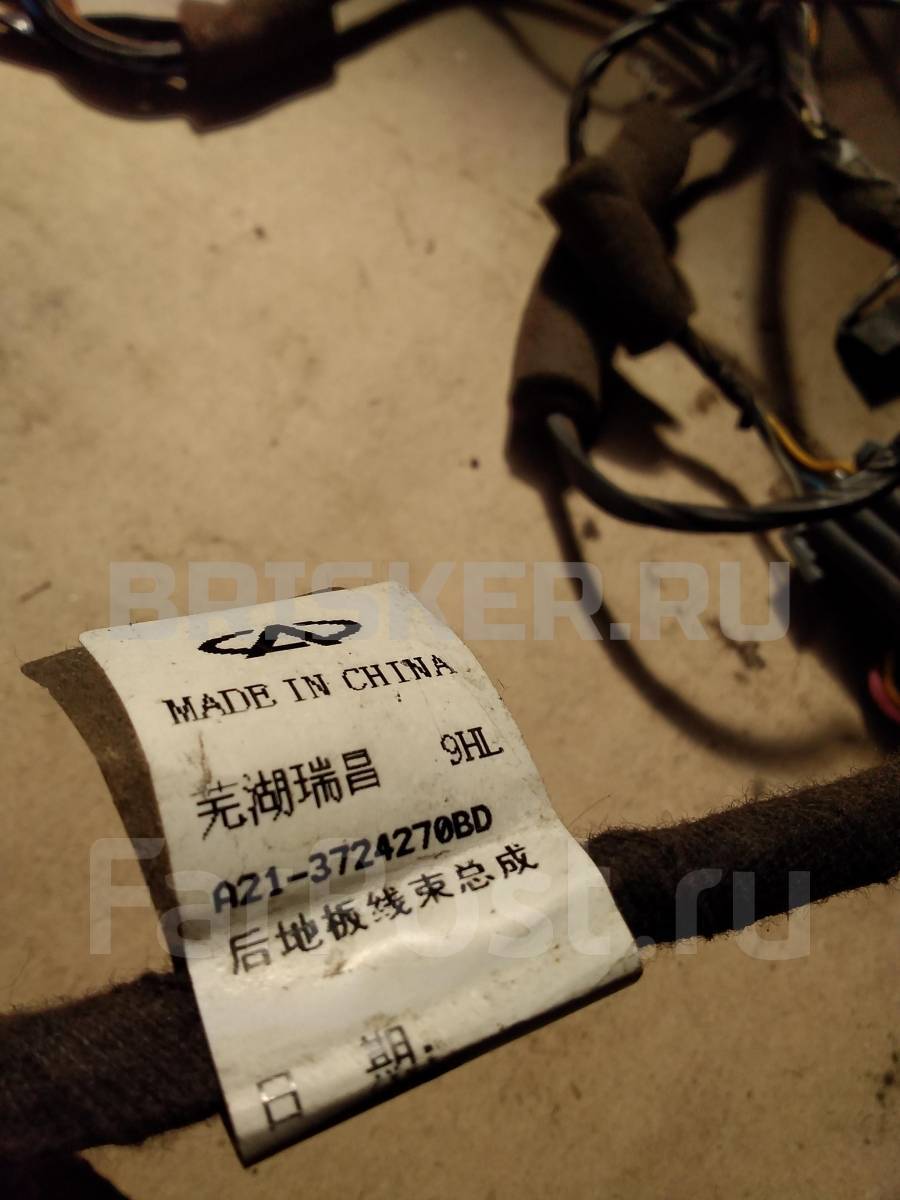 BRISKER.RU
MADE IN CHINA
芜湖瑞昌 9HL
A21-3724270BD
后地板线束总成
FarPost.ru
日 期: